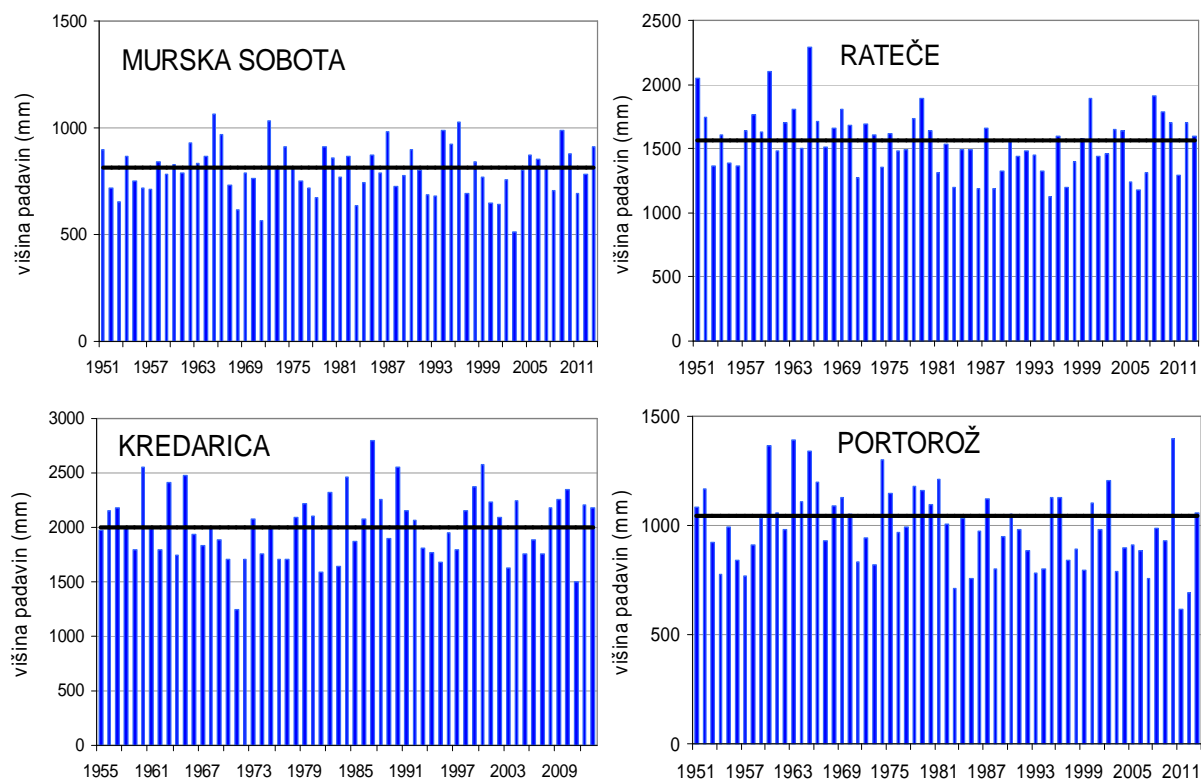 MURSKA SOBOTA
višina padavin (mm)
1500
1000
500
0
1951 1957 1963 1969 1975 1981 1987 1993 1999 2005 2011
RATEČE
višina padavin (mm)
2500
2000
1500
1000
500
0
1951 1957 1963 1969 1975 1981 1987 1993 1999 2005 2011
KREDARICA
višina padavin (mm)
3000
2500
2000
1500
1000
500
0
1955 1961 1967 1973 1979 1985 1991 1997 2003 2009
PORTOROŽ
višina padavin (mm)
1500
1000
500
0
1951 1957 1963 1969 1975 1981 1987 1993 1999 2005 2011